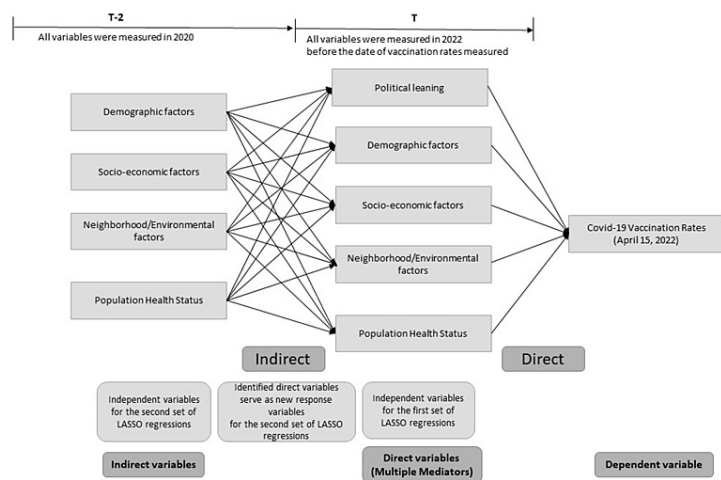 T-2
All variables were measured in 2020
T
All variables were measured in 2022
before the date of vaccination rates measured
Demographic factors
Socio-economic factors
Neighborhood/Environmental
factors
Population Health Status
Political leaning
Demographic factors
Socio-economic factors
Neighborhood/Environmental
factors
Population Health Status
Covid-19 Vaccination Rates
(April 15, 2022)
Indirect
Direct
Independent variables
for the second set of
LASSO regressions
Identified direct variables
serve as new response
variables
for the second set of LASSO
regressions
Independent variables
for the first set of
LASSO regressions
Indirect variables
Direct variables
(Multiple Mediators)
Dependent variable